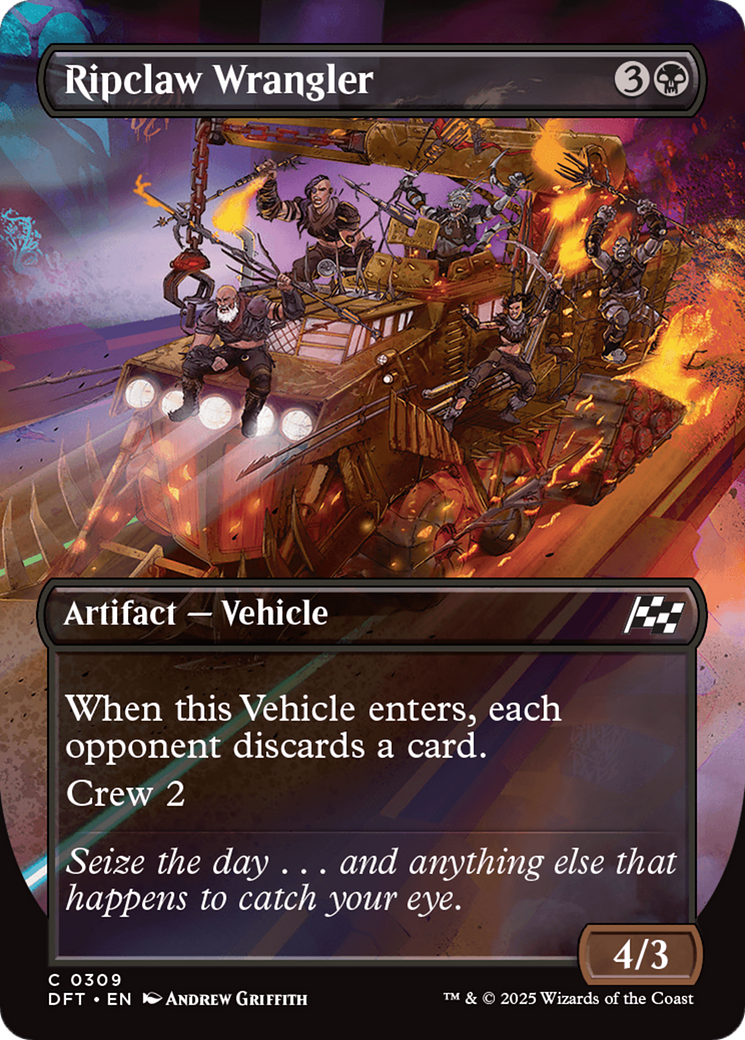 Ripclaw Wrangler 3
Artifact — Vehicle
When this Vehicle enters, each
opponent discards a card.
Crew 2
Seize the day . . . and anything else that
happens to catch your eye.
4/3
C 0309
DFT • EN Andrew Griffith
™ & © 2025 Wizards of the Coast